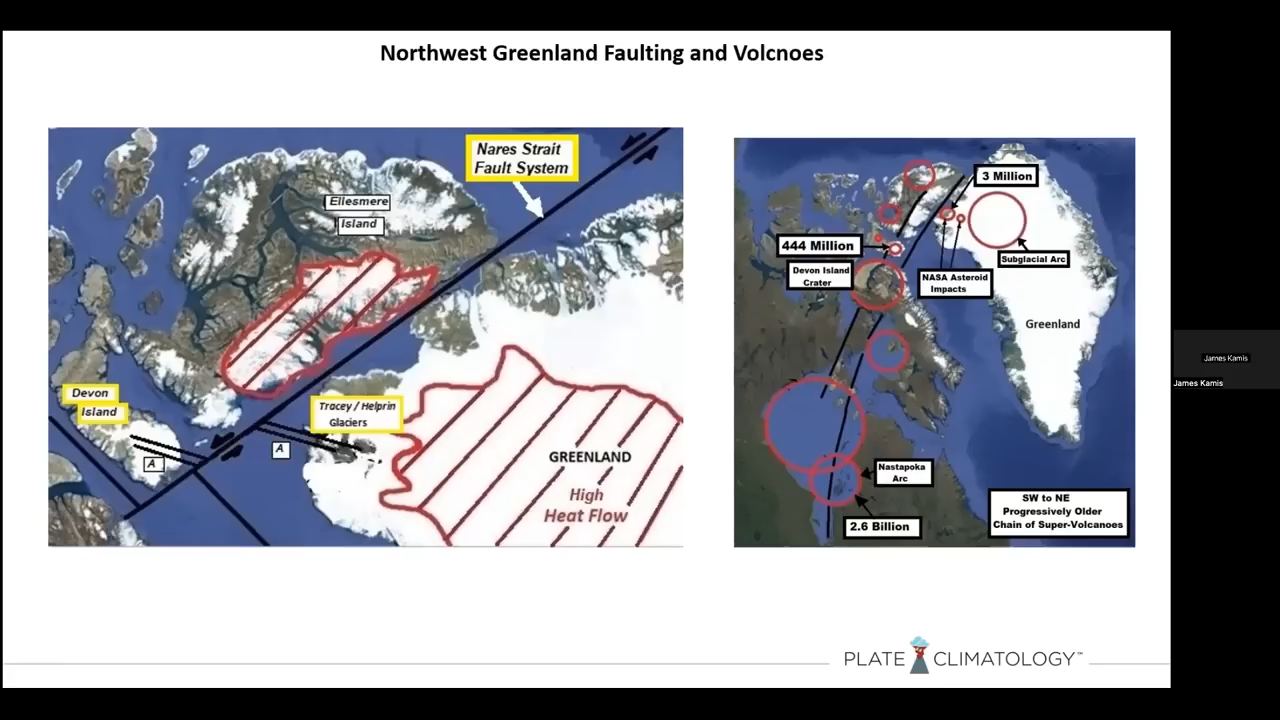 Northwest Greenland Faulting and Volcnoes
Nares Strait
Fault System
Ellesmere
Island
Devon
Island
A
A
Tracey / Helprin
Glaciers
GREENLAND
High
Heat Flow
3 Million
444 Million
Devon Island
Crater
NASA Asteroid
Impacts
Subglacial Arc
Greenland
Nastapoka
Arc
2.6 Billion
SW to NE
Progressively Older
Chain of Super-Volcanoes
James Kamis
James Kamis
PLATE CLIMATOLOGY™